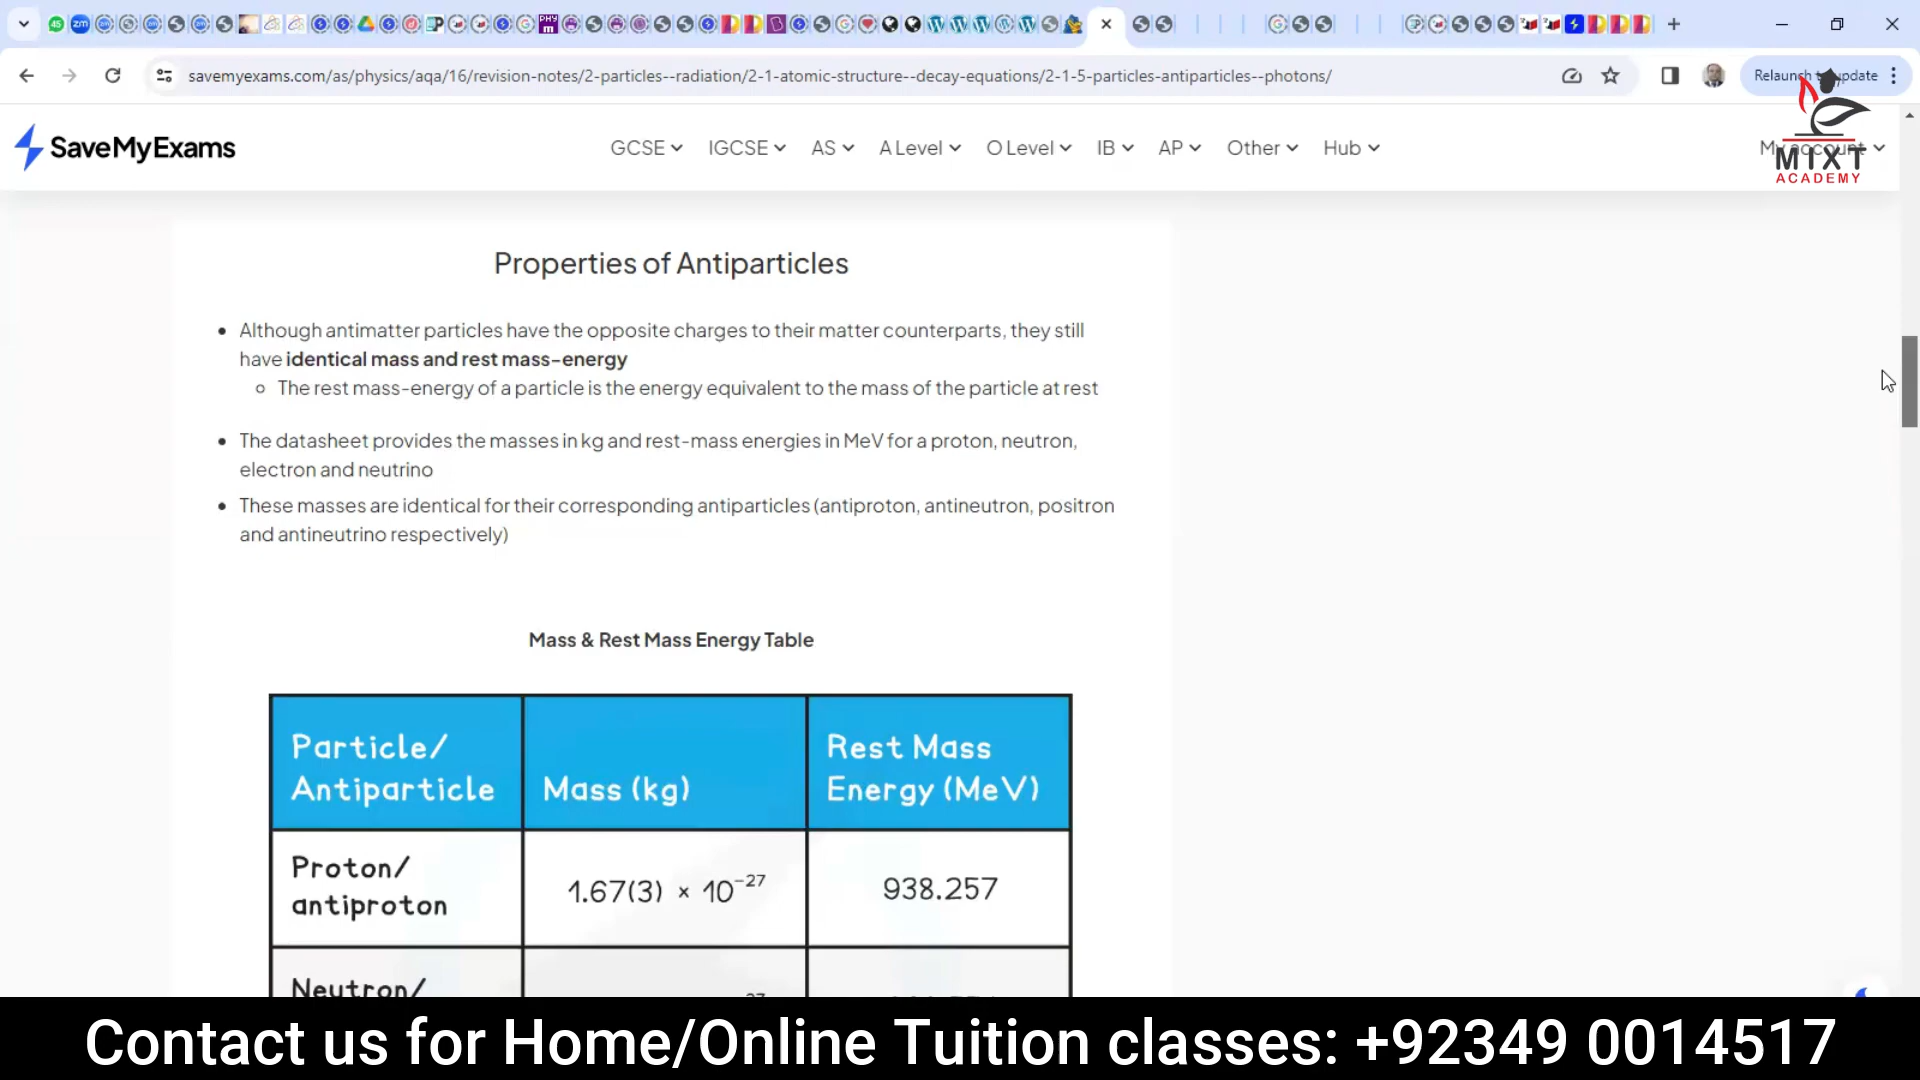 savemyexams.com/as/physics/aqa/16/revision-notes/2-particles--radiation/2-1-atomic-structure--decay-equations/2-1-5-particles-antiparticles--photons/
Relaunch to update
SaveMyExams
GCSE IGCSE AS A Level O Level IB AP Other Hub
My account
MIXT
ACADEMY
Properties of Antiparticles
• Although antimatter particles have the opposite charges to their matter counterparts, they still
have identical mass and rest mass-energy
○ The rest mass-energy of a particle is the energy equivalent to the mass of the particle at rest
• The datasheet provides the masses in kg and rest-mass energies in MeV for a proton, neutron,
electron and neutrino
• These masses are identical for their corresponding antiparticles (antiproton, antineutron, positron
and antineutrino respectively)
Mass & Rest Mass Energy Table
Particle/
Antiparticle
Mass (kg)
Rest Mass
Energy (MeV)
Proton/
antiproton
1.67(3) × 10⁻²⁷
938.257
Neutron/
Contact us for Home/Online Tuition classes: +92349 0014517